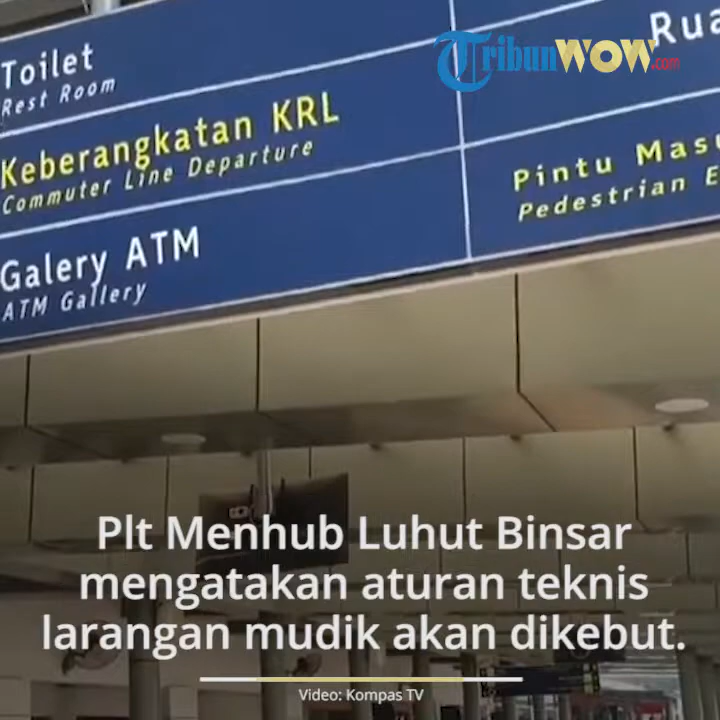 TribunWOW.com
Toilet
Rest Room
Keberangkatan KRL
Commuter Line Departure
Galery ATM
ATM Gallery
Pintu
Pedestrian
Plt Menhub Luhut Binsar
mengatakan aturan teknis
larangan mudik akan dikebut.
Video: Kompas TV